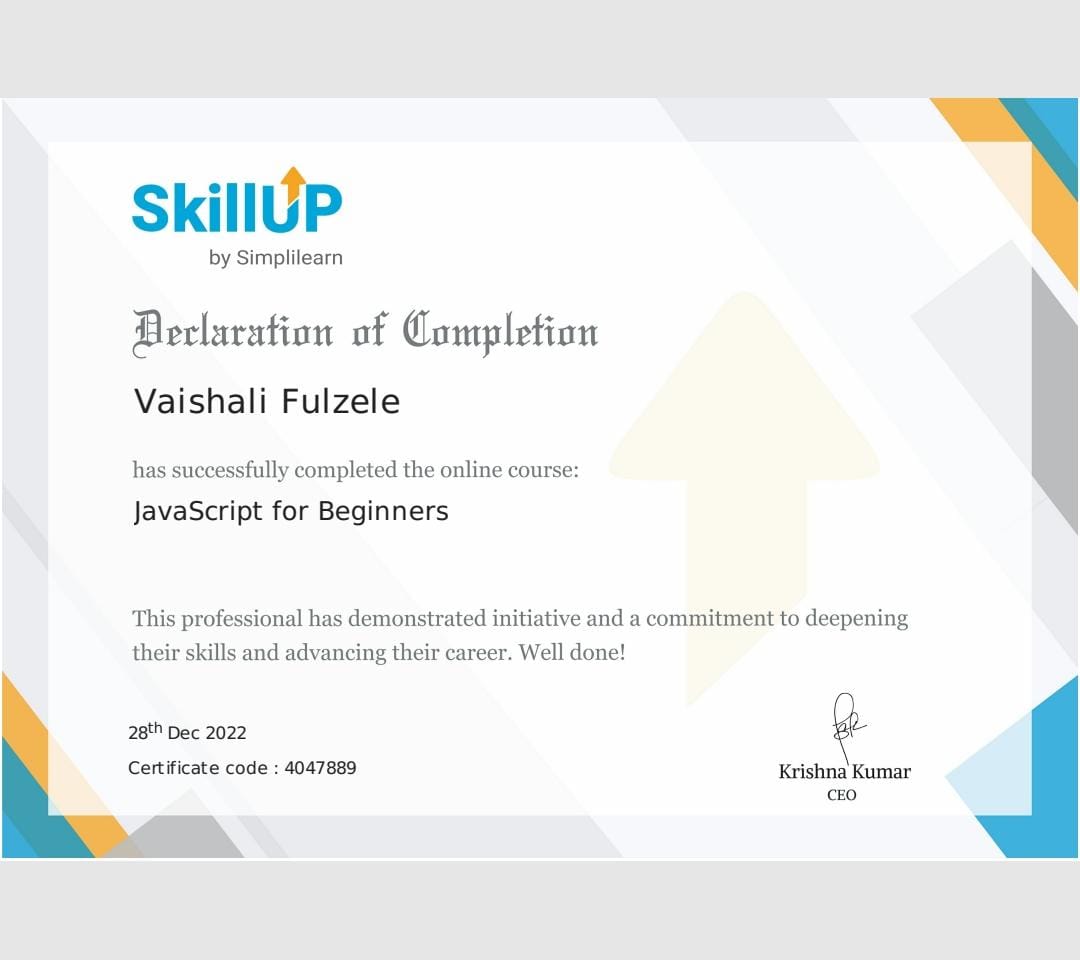 SkillUP
by Simplilearn
Declaration of Completion
Vaishali Fulzele
has successfully completed the online course:
JavaScript for Beginners
This professional has demonstrated initiative and a commitment to deepening
their skills and advancing their career. Well done!
28th Dec 2022
Certificate code : 4047889
Krishna Kumar
CEO